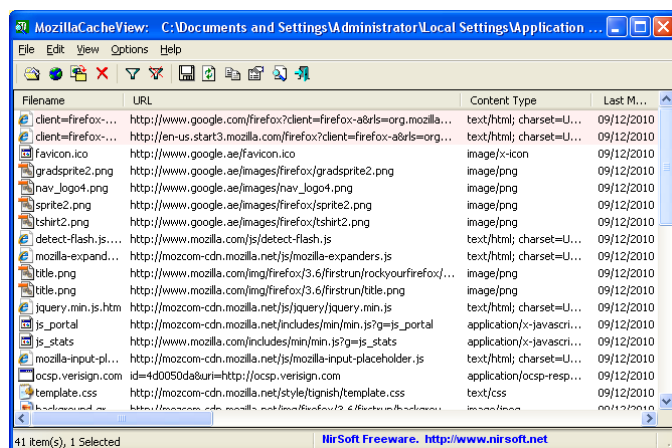 MozillaCacheView: C:\Documents and Settings\Administrator\Local Settings\Application ...
File Edit View Options Help
Filename URL Content Type Last M...
client=firefox-... http://www.google.com/firefox?client=firefox-a&rls=org.mozilla... text/html; charset=U... 09/12/2010
client=firefox-... http://en-us.start3.mozilla.com/firefox?client=firefox-a&rls=org... text/html; charset=U... 09/12/2010
favicon.ico http://www.google.ae/favicon.ico image/x-icon 09/12/2010
gradsprite2.png http://www.google.ae/images/firefox/gradsprite2.png image/png 09/12/2010
nav_logo4.png http://www.google.ae/images/nav_logo4.png image/png 09/12/2010
sprite2.png http://www.google.ae/images/firefox/sprite2.png image/png 09/12/2010
tshirt2.png http://www.google.ae/images/firefox/tshirt2.png image/png 09/12/2010
detect-flash.js.... http://www.mozilla.com/js/detect-flash.js text/html; charset=U... 09/12/2010
mozilla-expand... http://mozcom-cdn.mozilla.net/js/mozilla-expanders.js text/html; charset=U... 09/12/2010
title.png http://www.mozilla.com/img/firefox/3.6/firstrun/rockyourfirefox/... image/png 09/12/2010
title.png http://www.mozilla.com/img/firefox/3.6/firstrun/title.png image/png 09/12/2010
jquery.min.js.htm http://mozcom-cdn.mozilla.net/js/jquery/jquery.min.js text/html; charset=U... 09/12/2010
js_portal http://mozcom-cdn.mozilla.net/includes/min/min.js?g=js_portal application/x-javascri... 09/12/2010
js_stats http://www.mozilla.com/includes/min/min.js?g=js_stats application/x-javascri... 09/12/2010
mozilla-input-pl... http://mozcom-cdn.mozilla.net/js/mozilla-input-placeholder.js text/html; charset=U... 09/12/2010
ocsp.verisign.com id=4d0050da&uri=http://ocsp.verisign.com application/ocsp-resp... 09/12/2010
template.css http://mozcom-cdn.mozilla.net/style/tignish/template.css text/css 09/12/2010
http://mozcom-cdn.mozilla.net/img/firefox/3.6/firstrun/backgrou... image/jpeg 09/12/2010
41 item(s), 1 Selected NirSoft Freeware. http://www.nirsoft.net